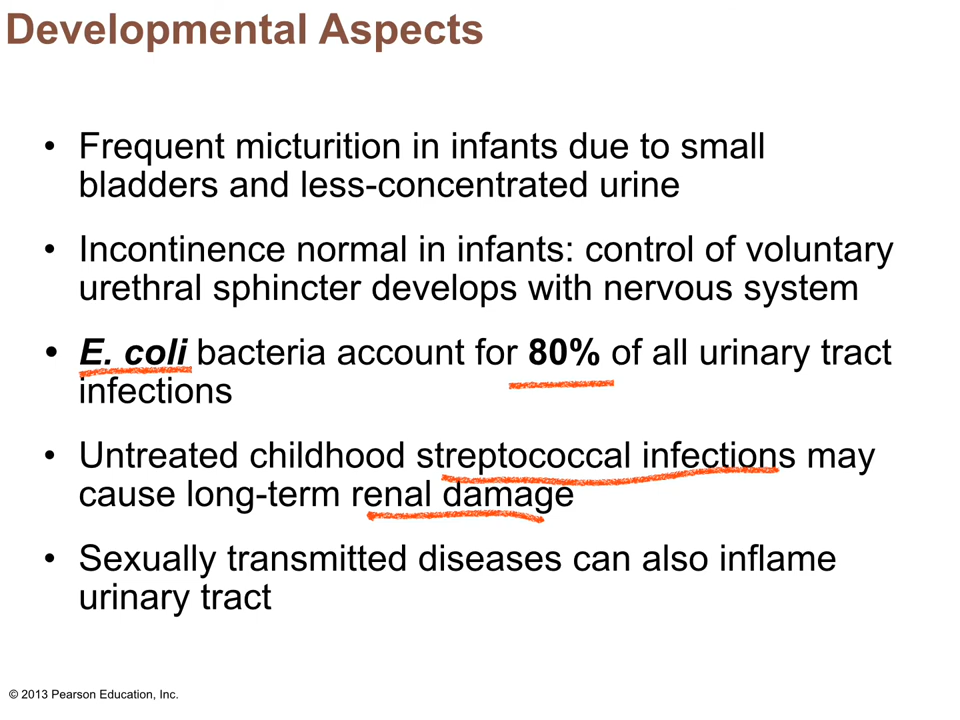 Developmental Aspects
• Frequent micturition in infants due to small
bladders and less-concentrated urine
• Incontinence normal in infants: control of voluntary
urethral sphincter develops with nervous system
• E. coli bacteria account for 80% of all urinary tract
infections
• Untreated childhood streptococcal infections may
cause long-term renal damage
• Sexually transmitted diseases can also inflame
urinary tract
© 2013 Pearson Education, Inc.